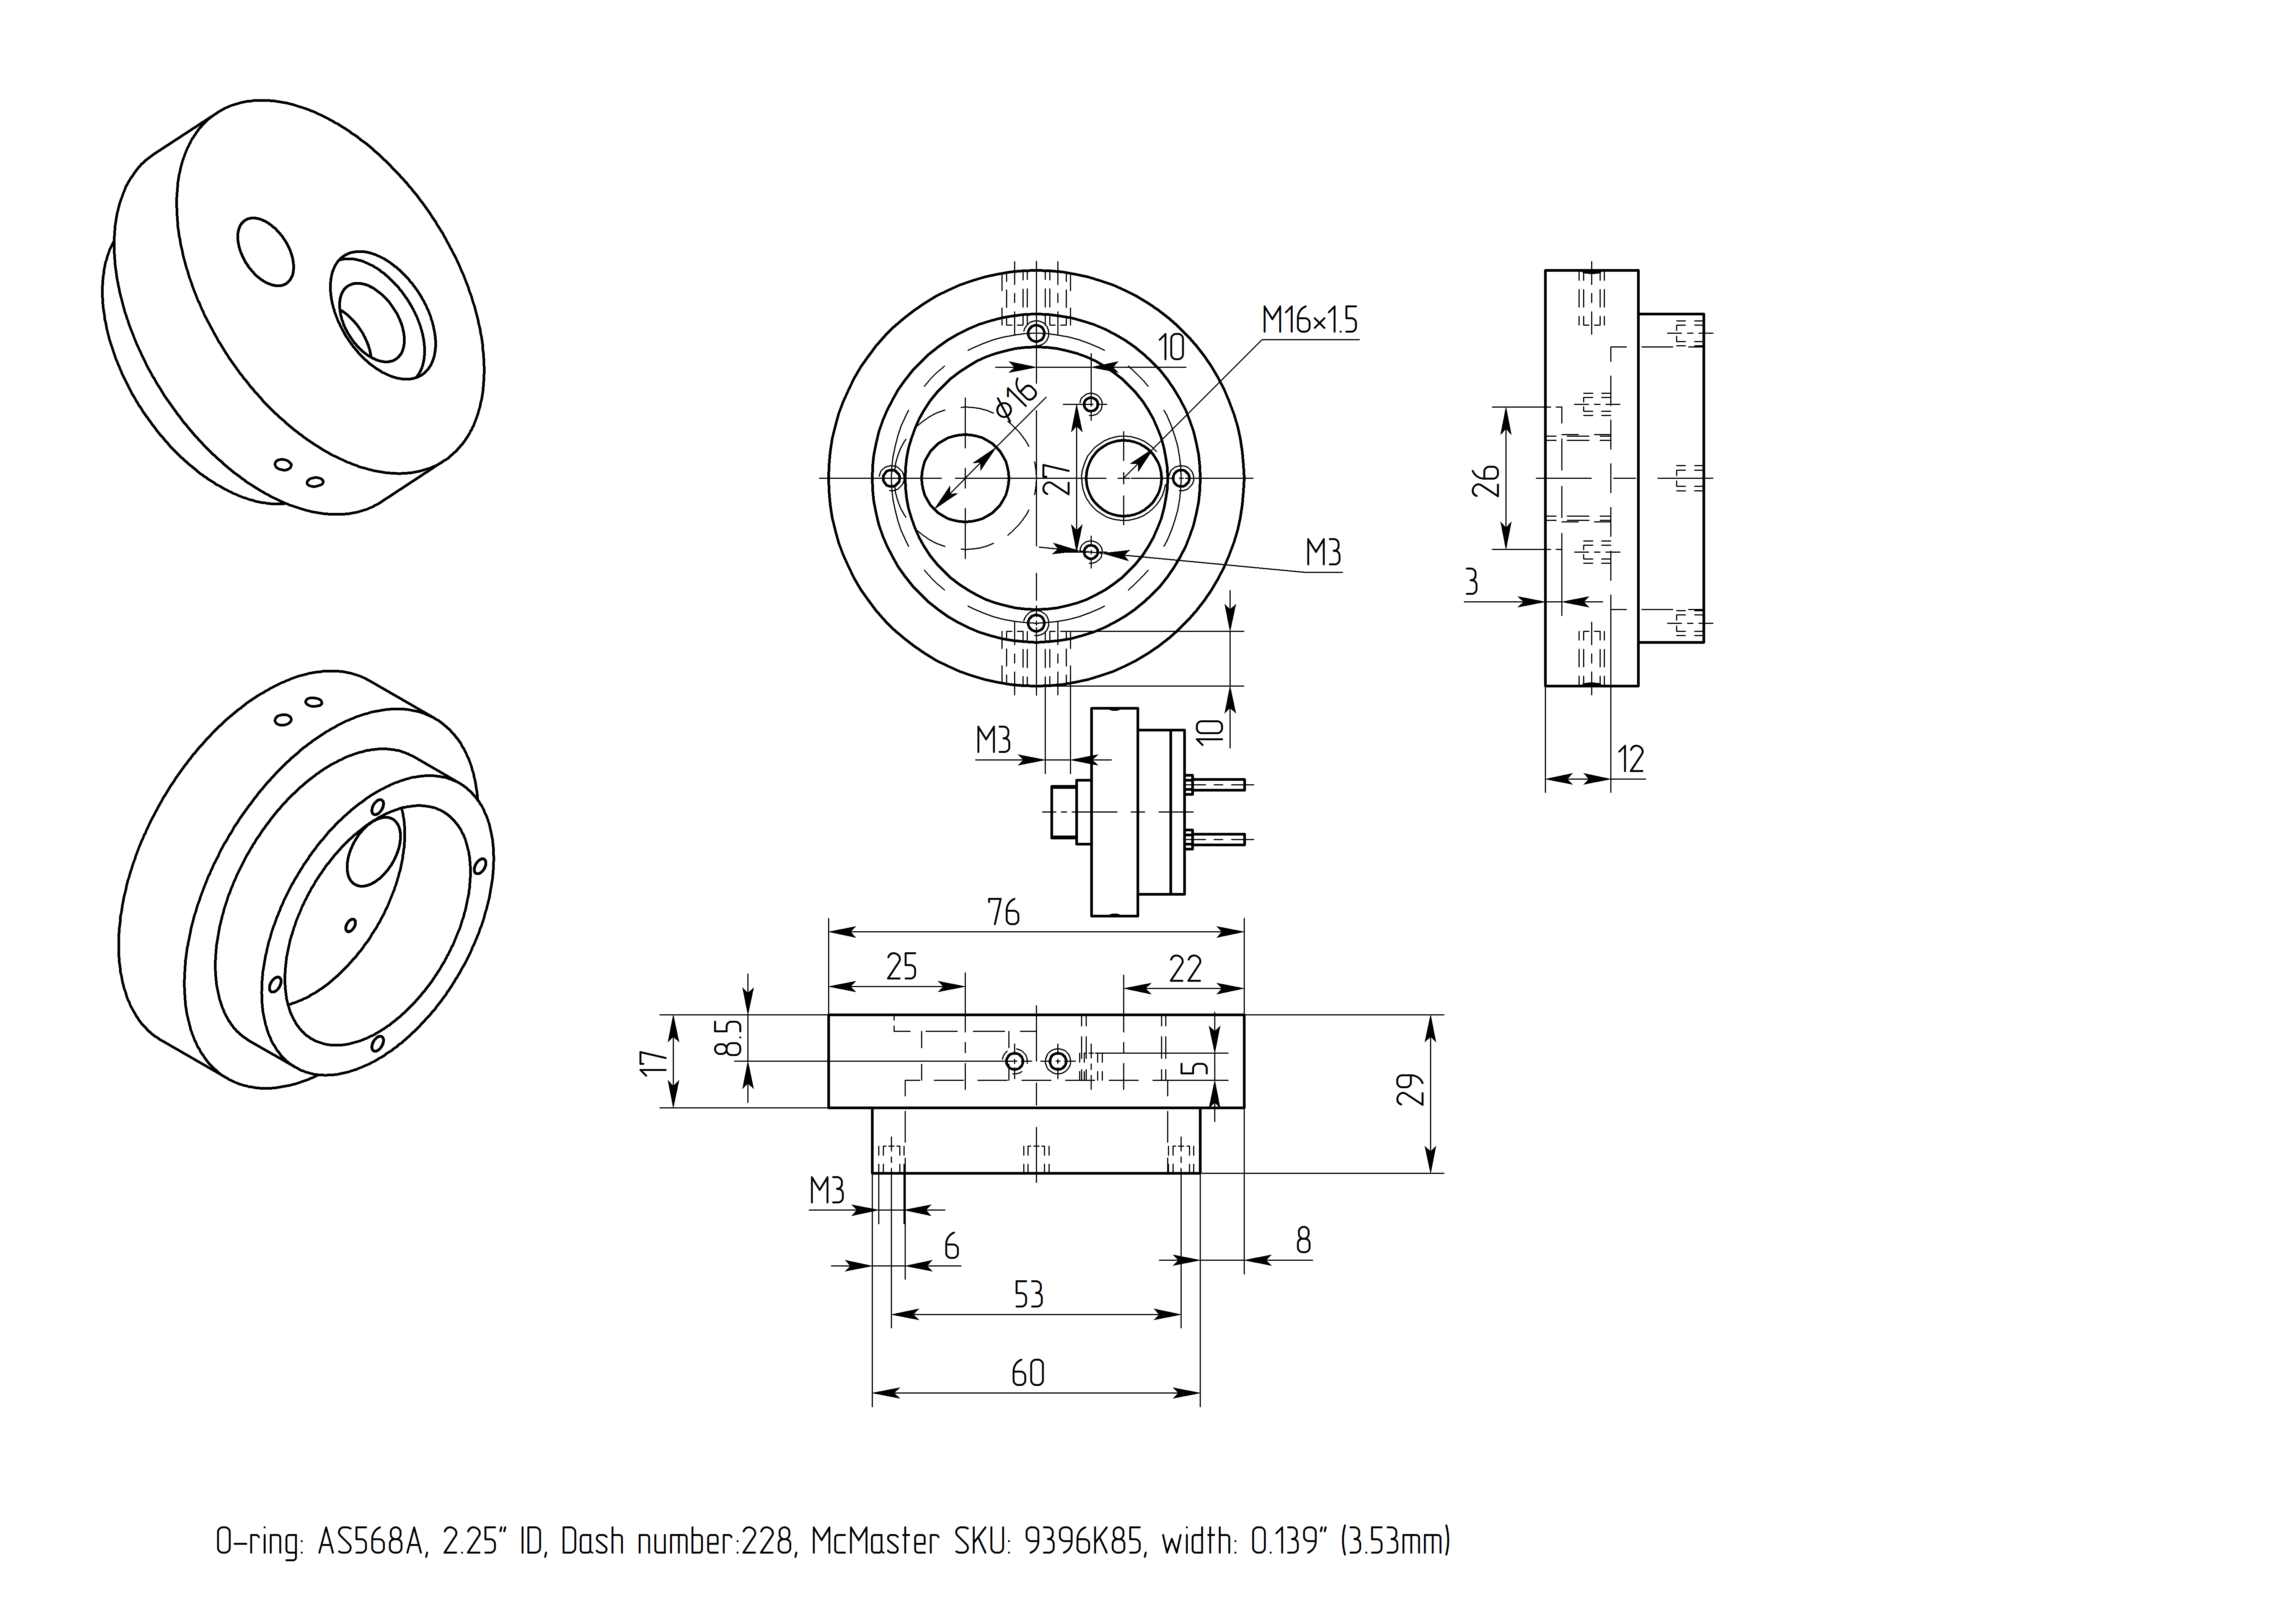 M16×1.5
10
ϕ16
27
26
M3
3
10
M3
12
76
25
22
8.5
17
5
29
M3
6
8
53
60
O-ring: AS568A, 2.25" ID, Dash number:228, McMaster SKU: 9396K85, width: 0.139" (3.53mm)